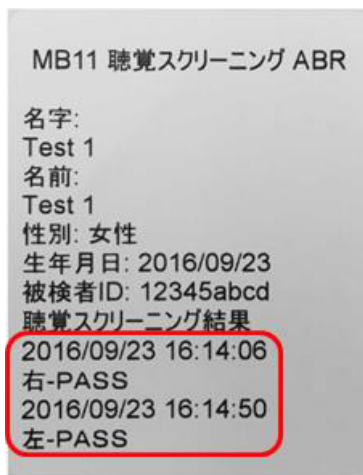 MB11 聴覚スクリーニング ABR
名字:
Test 1
名前:
Test 1
性別: 女性
生年月日: 2016/09/23
被検者ID: 12345abcd
聴覚スクリーニング結果
2016/09/23 16:14:06
右-PASS
2016/09/23 16:14:50
左-PASS